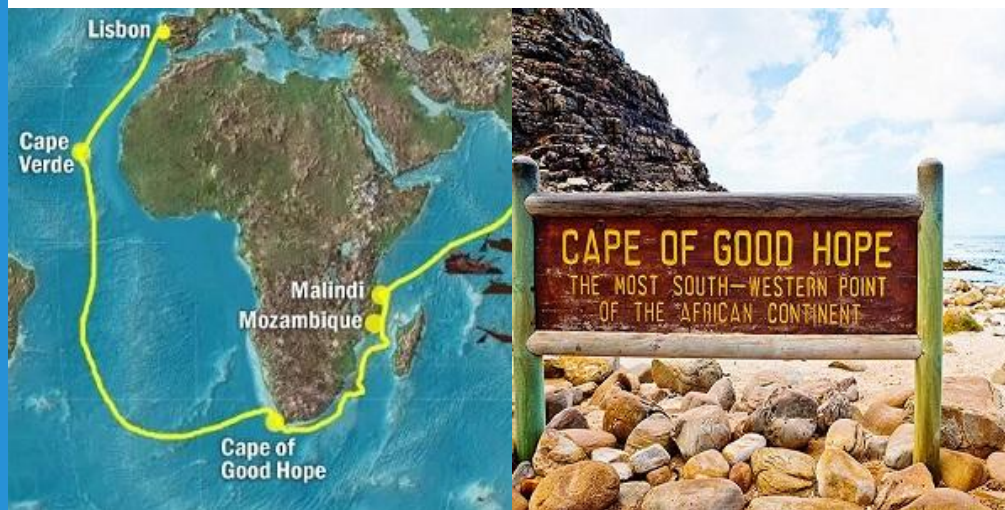 Lisbon
Cape
Verde
Malindi
Mozambique
Cape of
Good Hope
CAPE OF GOOD HOPE
THE MOST SOUTH-WESTERN POINT
OF THE AFRICAN CONTINENT